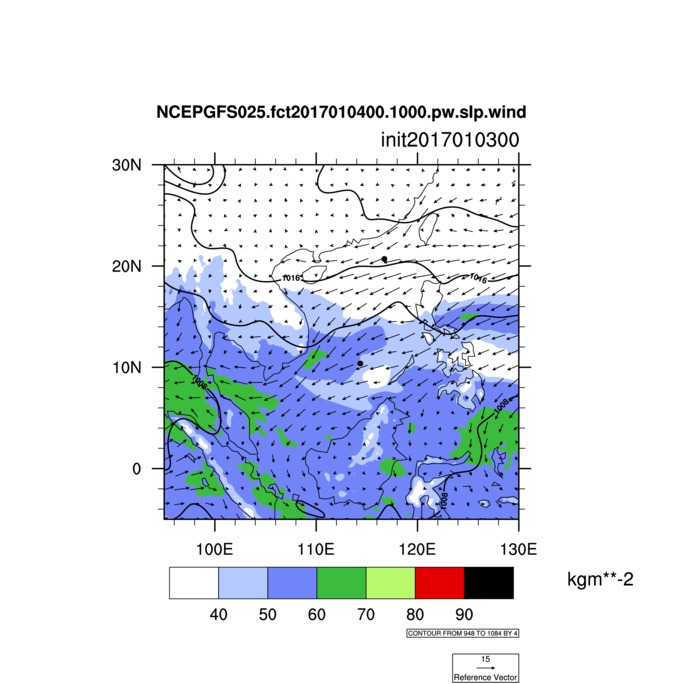 NCEPGFS025.fct2017010400.1000.pw.slp.wind
init2017010300
30N
20N
10N
0
1016
1016
1008
1008
1008
100E 110E 120E 130E
kgm**-2
40 50 60 70 80 90
CONTOUR FROM 948 TO 1084 BY 4
15
Reference Vector